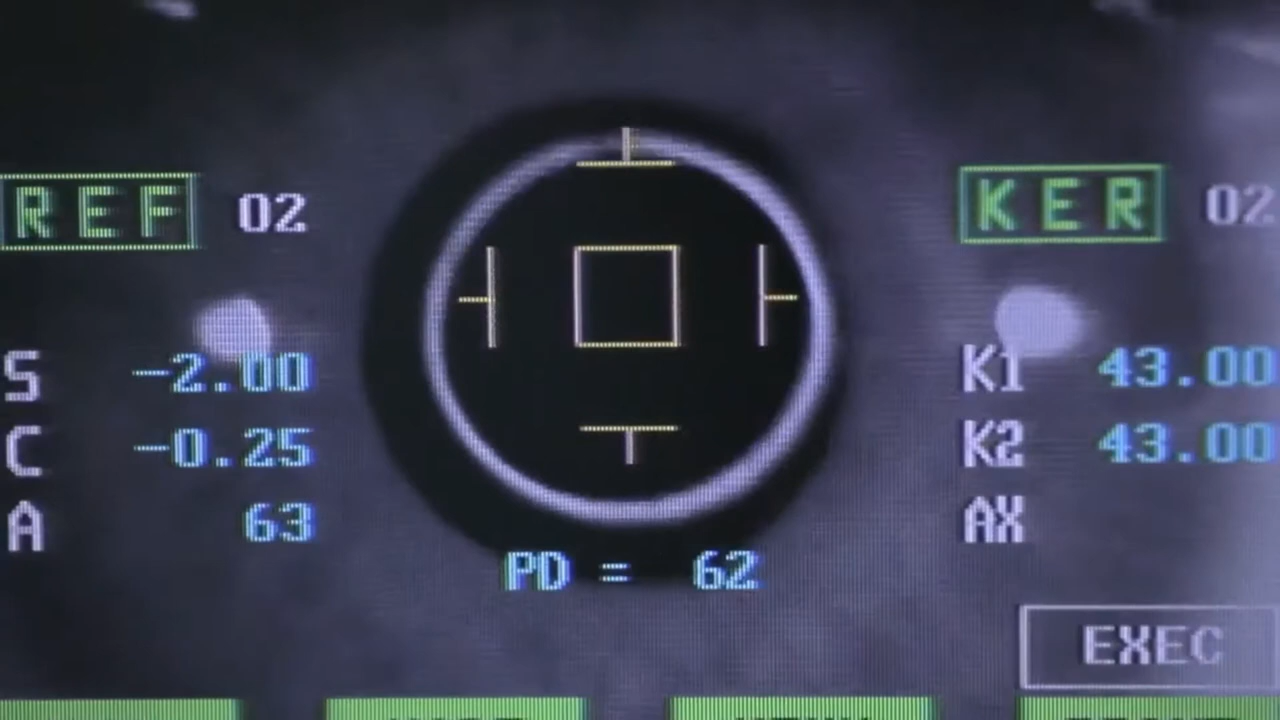 REF 02 KER 02
S -2.00 K1 43.00
C -0.25 K2 43.00
A 63 AX
PD = 62
EXEC